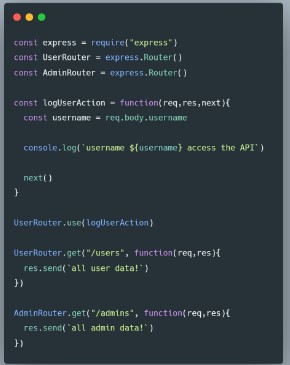 const express = require("express")
const UserRouter = express.Router()
const AdminRouter = express.Router()
const logUserAction = function(req,res,next){
const username = req.body.username
console.log(`username ${username} access the API`)
next()
}
UserRouter.use(logUserAction)
UserRouter.get("/users", function(req,res){
res.send(`all user data!`)
})
AdminRouter.get("/admins", function(req,res){
res.send(`all admin data!`)
})